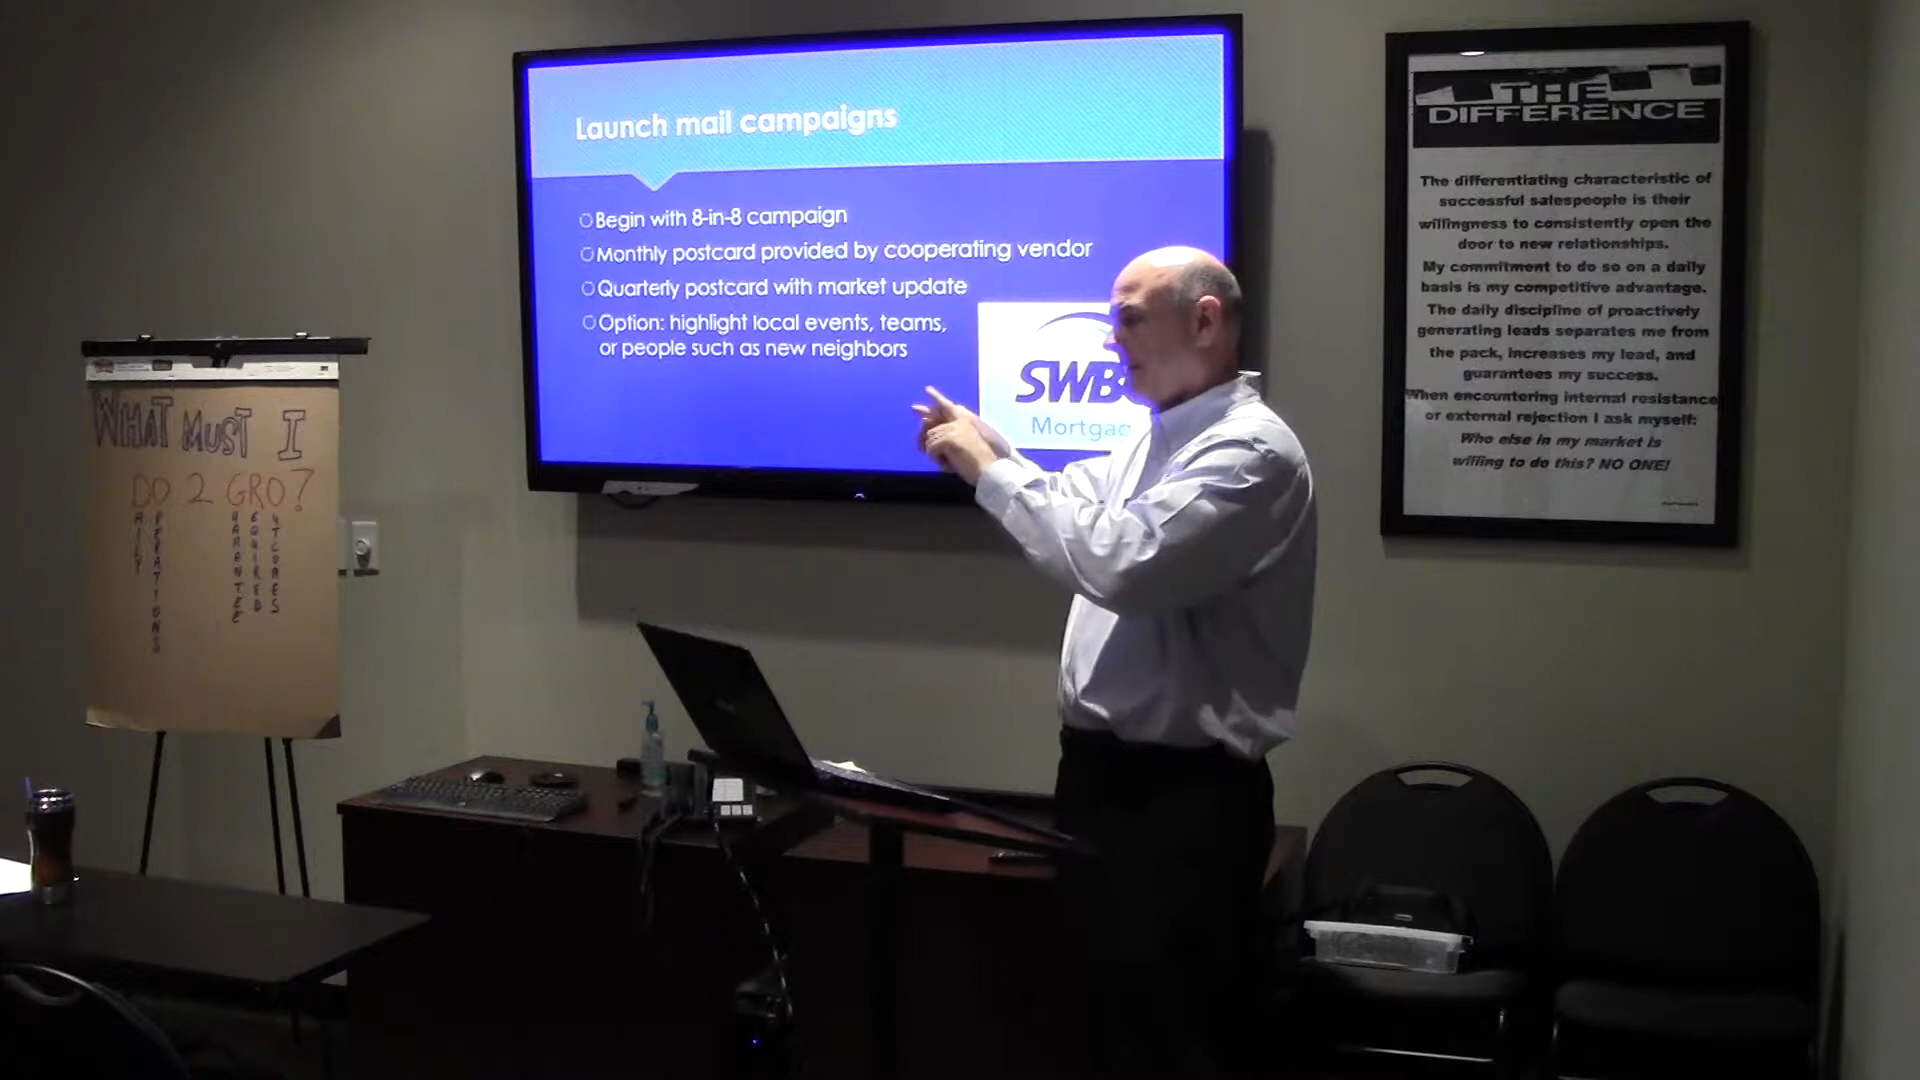 Launch mail campaigns
Begin with 8-in-8 campaign
Monthly postcard provided by cooperating vendor
Quarterly postcard with market update
Option: highlight local events, teams,
or people such as new neighbors
SWB
Mortgag
WHAT MUST I
DO 2 GRO?
AILY
PERATIONS
UARANTEE
EQUIRED
UTCOMES
THE
DIFFERENCE
The differentiating characteristic of
successful salespeople is their
willingness to consistently open the
door to new relationships.
My commitment to do so on a daily
basis is my competitive advantage.
The daily discipline of proactively
generating leads separates me from
the pack, increases my lead, and
guarantees my success.
When encountering internal resistance
or external rejection I ask myself:
Who else in my market is
willing to do this? NO ONE!